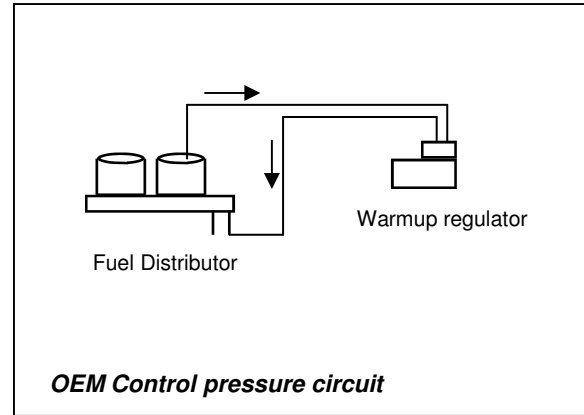 Warmup regulator
Fuel Distributor
OEM Control pressure circuit